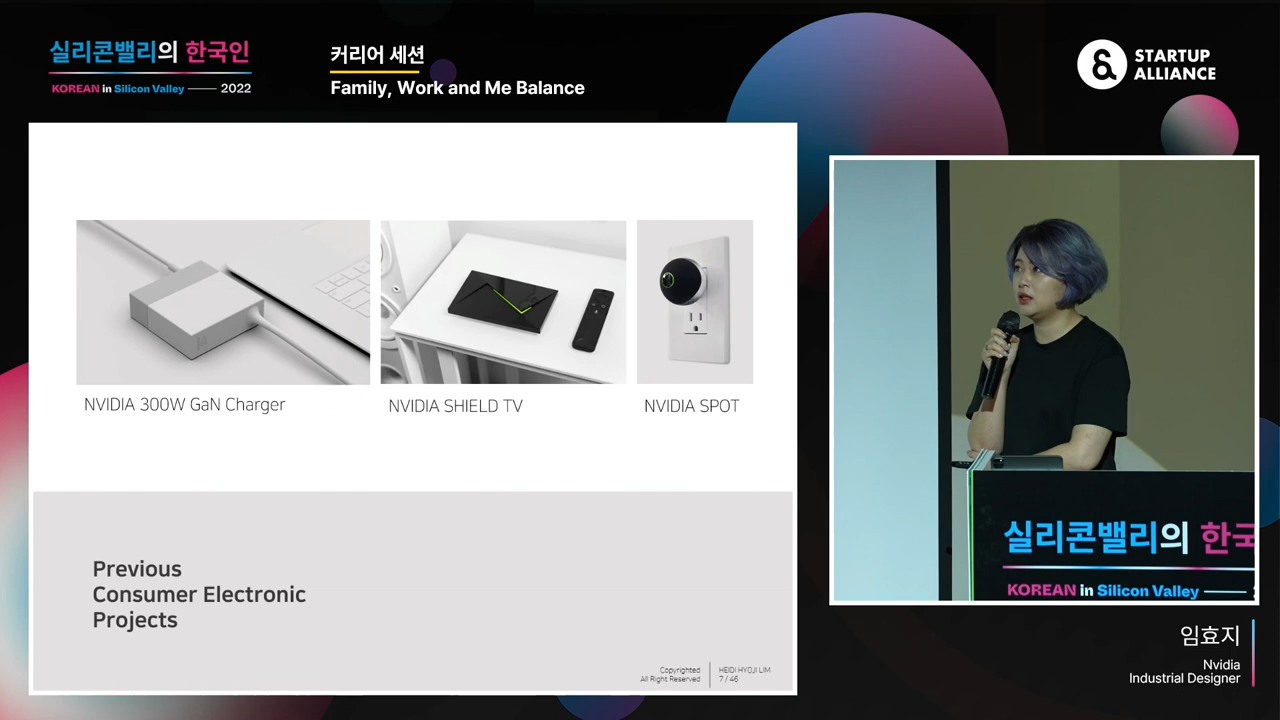 실리콘밸리의 한국인
KOREAN in Silicon Valley 2022
커리어 세션
Family, Work and Me Balance
STARTUP
ALLIANCE
NVIDIA 300W GaN Charger
NVIDIA SHIELD TV
NVIDIA SPOT
Previous
Consumer Electronic
Projects
Copyrighted
All Right Reserved
HEIDI HYOJI LIM
7 / 46
실리콘밸리의 한국
KOREAN in Silicon Valley
임효지
Nvidia
Industrial Designer